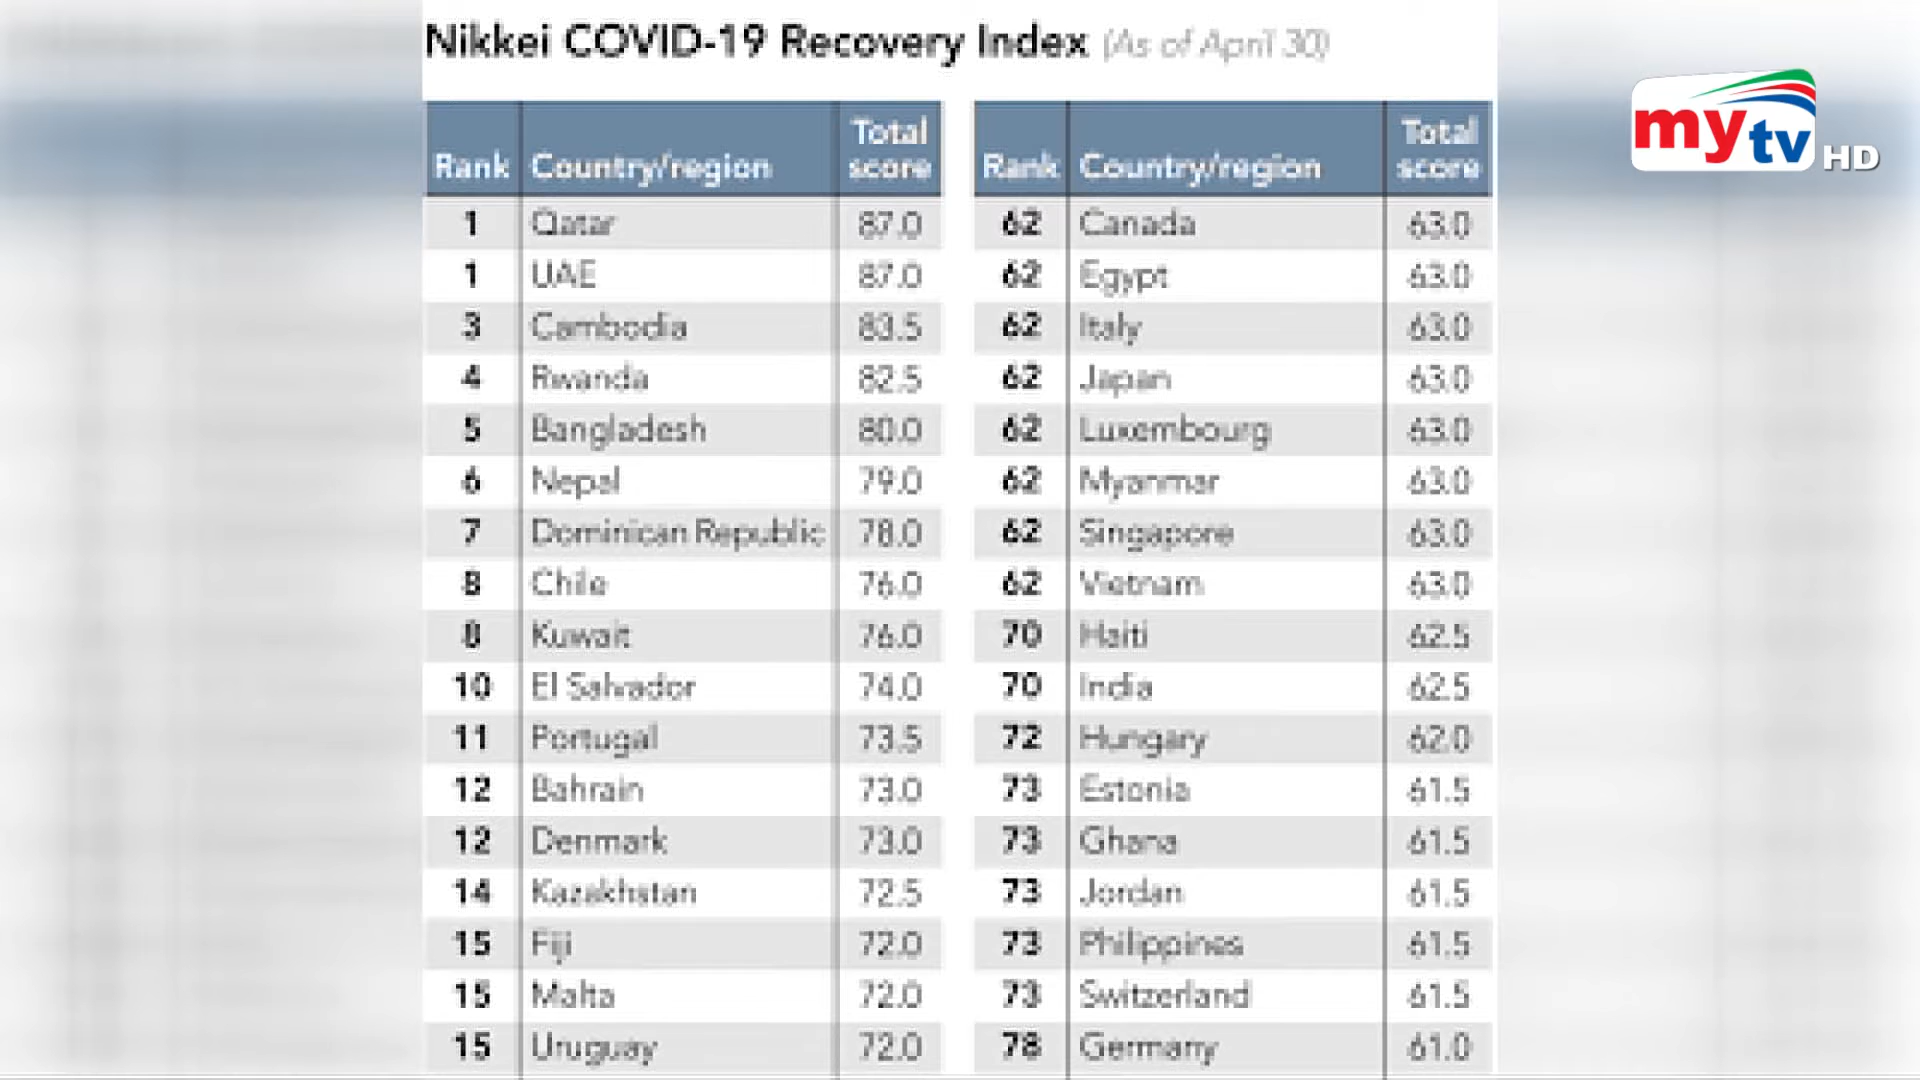 Nikkei COVID-19 Recovery Index (As of April 30)
my tv HD
Rank Country/region Total score
1 Qatar 87.0
1 UAE 87.0
3 Cambodia 83.5
4 Rwanda 82.5
5 Bangladesh 80.0
6 Nepal 79.0
7 Dominican Republic 78.0
8 Chile 76.0
8 Kuwait 76.0
10 El Salvador 74.0
11 Portugal 73.5
12 Bahrain 73.0
12 Denmark 73.0
14 Kazakhstan 72.5
15 Fiji 72.0
15 Malta 72.0
15 Uruguay 72.0
Rank Country/region Total score
62 Canada 63.0
62 Egypt 63.0
62 Italy 63.0
62 Japan 63.0
62 Luxembourg 63.0
62 Myanmar 63.0
62 Singapore 63.0
62 Vietnam 63.0
70 Haiti 62.5
70 India 62.5
72 Hungary 62.0
73 Estonia 61.5
73 Ghana 61.5
73 Jordan 61.5
73 Philippines 61.5
73 Switzerland 61.5
78 Germany 61.0